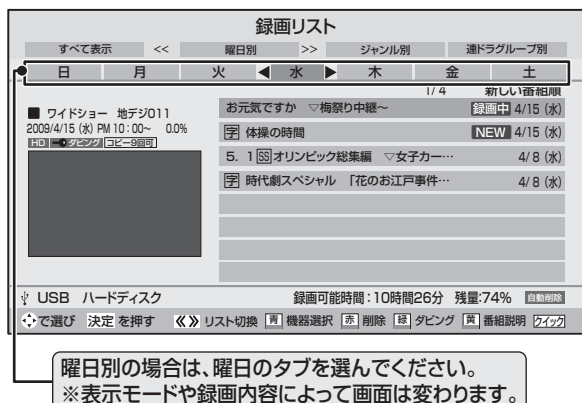 録画リスト
すべて表示 << 曜日別 >> ジャンル別 連ドラグループ別
日 月 火 ◀ 水 ▶ 木 金 土
1/ 4 新しい番組順
■ ワイドショー 地デジ011
2009/4/15 (水) PM 10:00~ 0.0%
HD ダビング コピー9回可
お元気ですか ▽梅祭り中継~ 録画中 4/15 (水)
字 体操の時間 NEW 4/15 (水)
5. 1 SS オリンピック総集編 ▽女子カー… 4/ 8 (水)
字 時代劇スペシャル 「花のお江戸事件… 4/ 8 (水)
USB ハードディスク 録画可能時間:10時間26分 残量:74% 自動削除
で選び 決定 を押す 《 》 リスト切換 青 機器選択 赤 削除 緑 ダビング 黄 番組説明 クイック
曜日別の場合は、曜日のタブを選んでください。
※表示モードや録画内容によって画面は変わります。